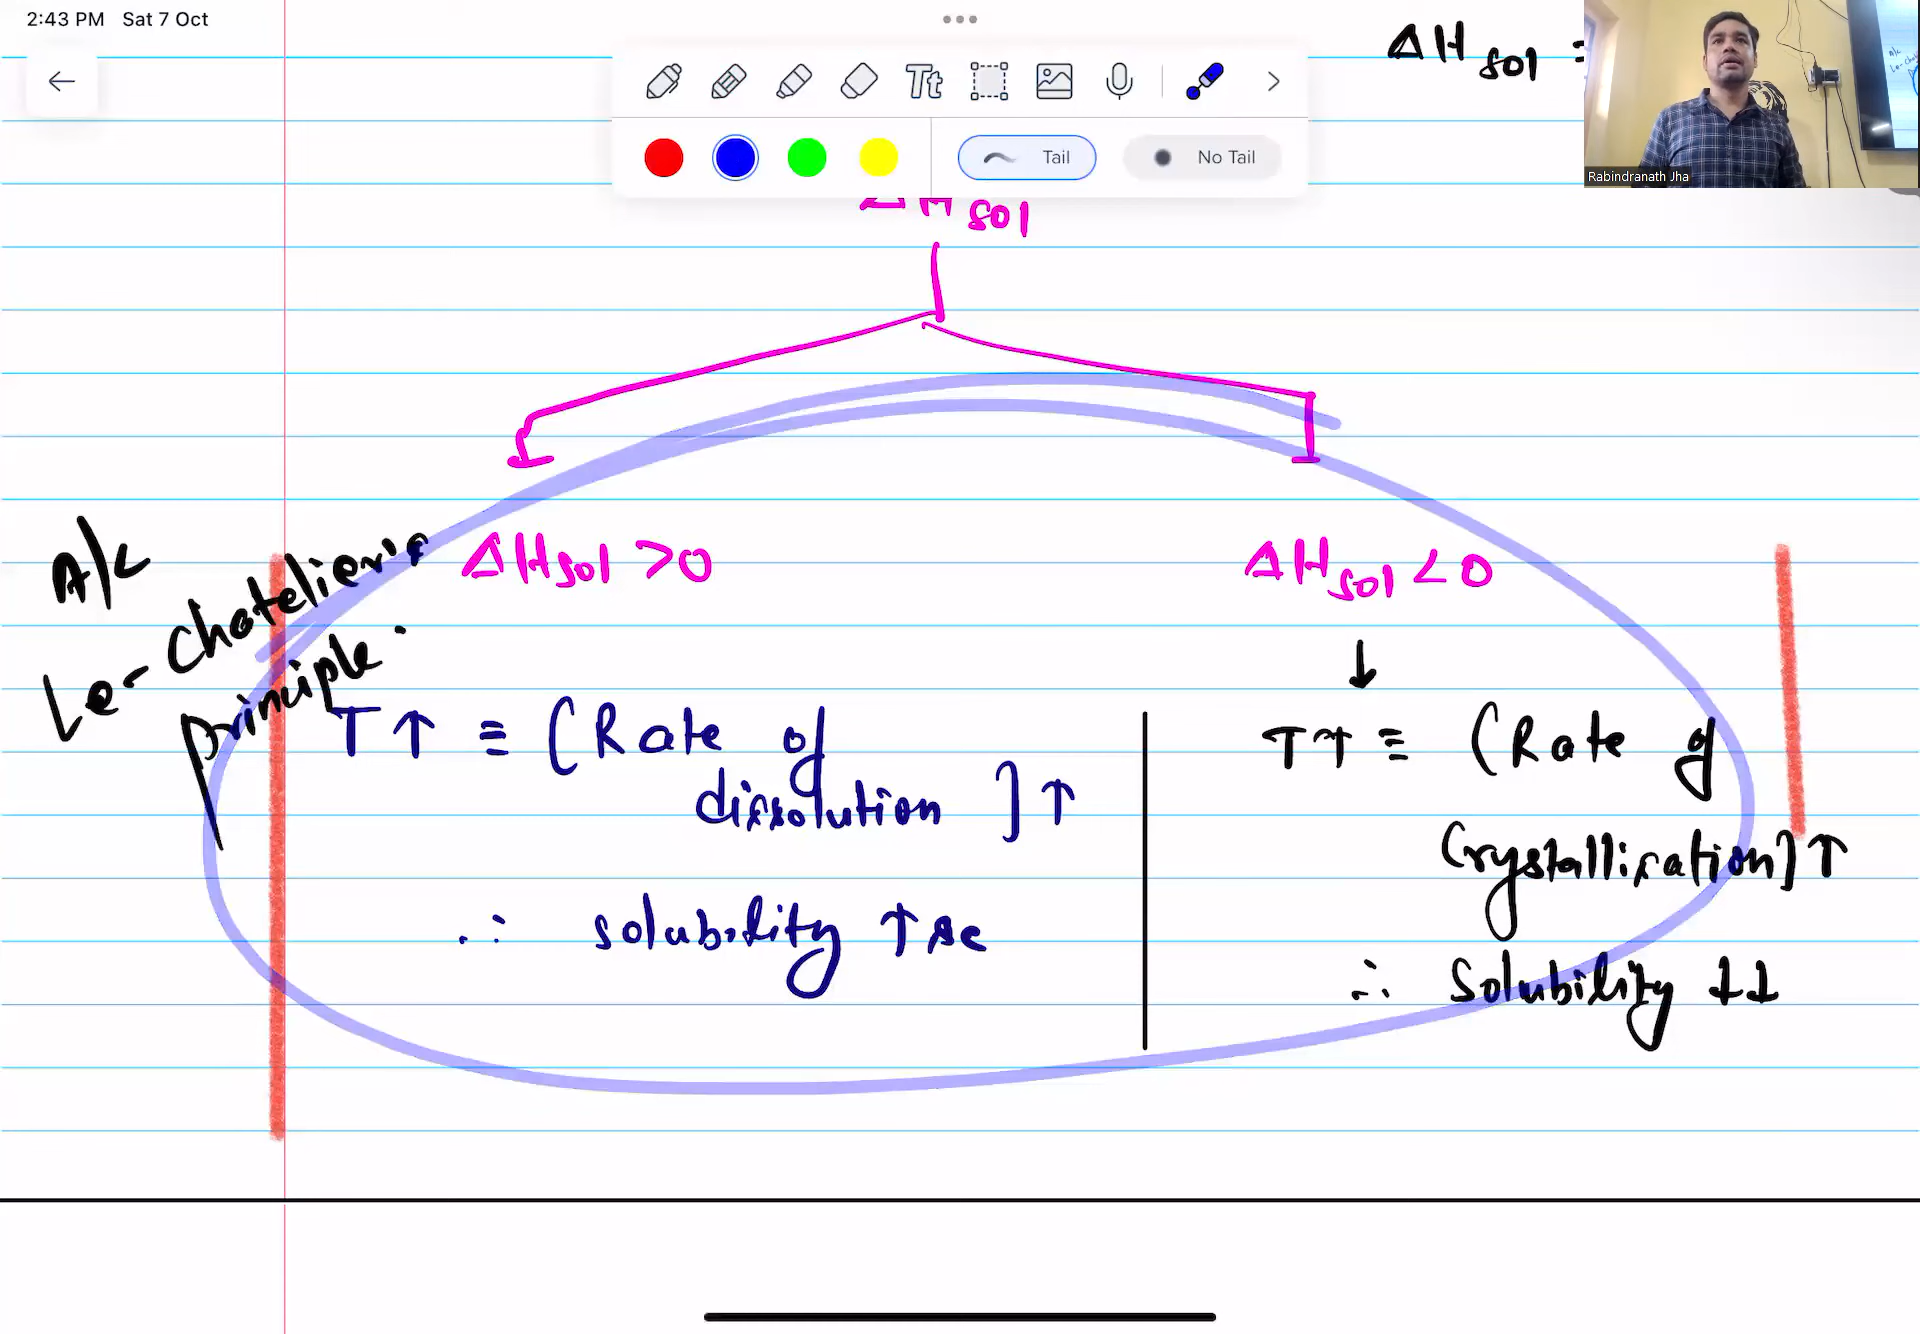 2:43 PM Sat 7 Oct
ΔH sol =
Tt
Tail
No Tail
Rabindranath Jha
ΔH sol
A/c
Le-Chatelier's
principle.
ΔHsol >0
T↑ ≡ (Rate of
dissolution ]↑
∴ solubility ↑se
ΔHsol <0
↓
T↑ ≡ (Rate of
Crystallisation]↑
∴ Solubility ↓↓